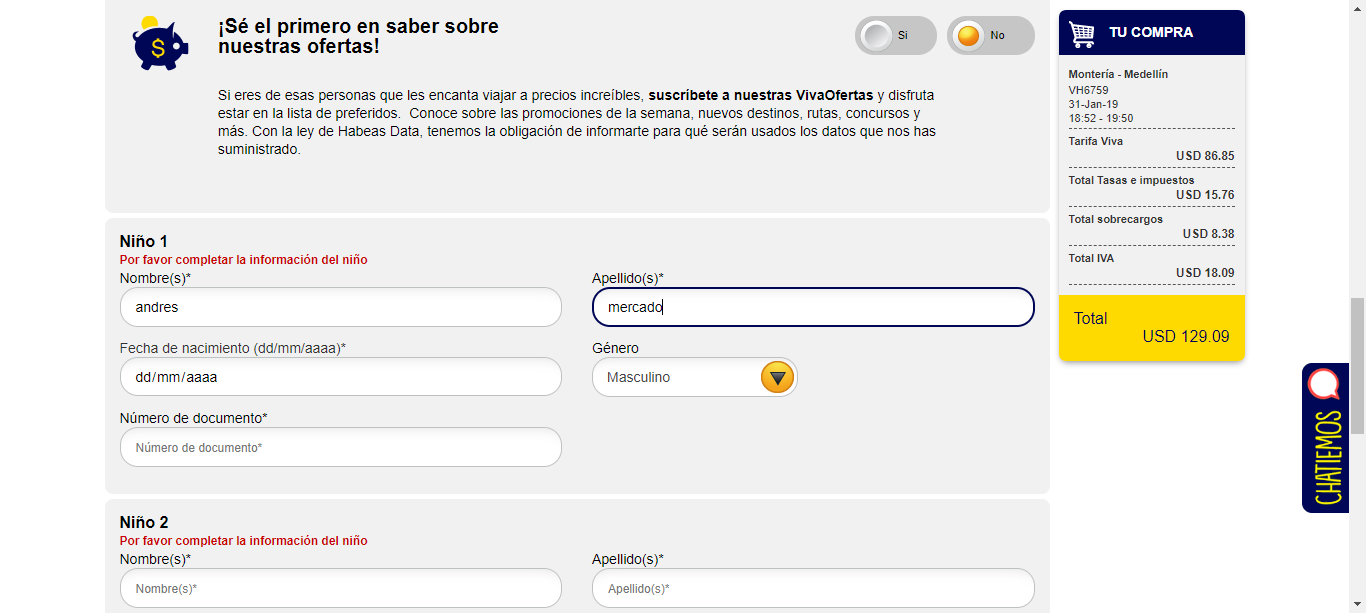 ¡Sé el primero en saber sobre
nuestras ofertas!
Si
No
Si eres de esas personas que les encanta viajar a precios increíbles, suscríbete a nuestras VivaOfertas y disfruta
estar en la lista de preferidos.  Conoce sobre las promociones de la semana, nuevos destinos, rutas, concursos y
más. Con la ley de Habeas Data, tenemos la obligación de informarte para qué serán usados los datos que nos has
suministrado.
Niño 1
Por favor completar la información del niño
Nombre(s)*
Apellido(s)*
andres
mercado
Fecha de nacimiento (dd/mm/aaaa)*
Género
dd/mm/aaaa
Masculino
Número de documento*
Número de documento*
Niño 2
Por favor completar la información del niño
Nombre(s)*
Apellido(s)*
Nombre(s)*
Apellido(s)*
TU COMPRA
Montería - Medellín
VH6759
31-Jan-19
18:52 - 19:50
Tarifa Viva
USD 86.85
Total Tasas e impuestos
USD 15.76
Total sobrecargos
USD 8.38
Total IVA
USD 18.09
Total
USD 129.09
CHATIEMOS